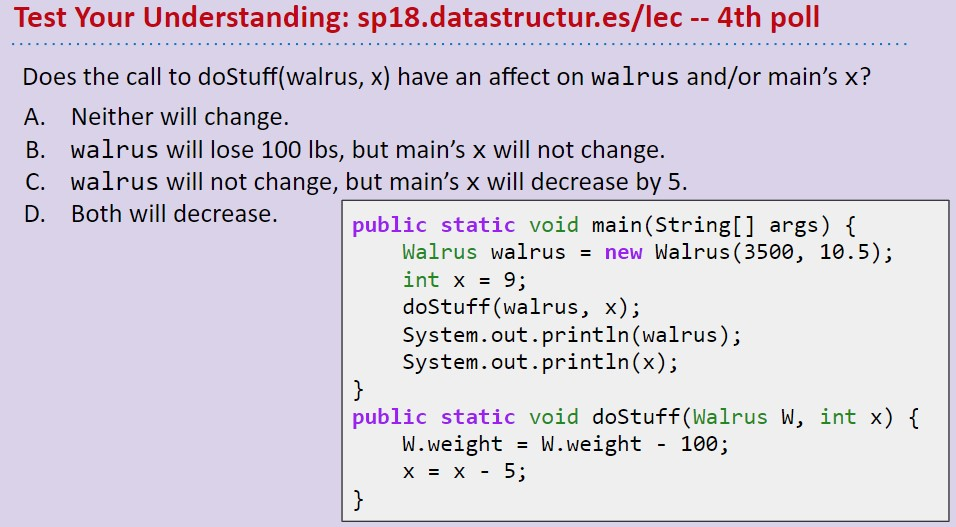 Test Your Understanding: sp18.datastructur.es/lec -- 4th poll
Does the call to doStuff(walrus, x) have an affect on walrus and/or main’s x?
A. Neither will change.
B. walrus will lose 100 lbs, but main’s x will not change.
C. walrus will not change, but main’s x will decrease by 5.
D. Both will decrease.
public static void main(String[] args) {
Walrus walrus = new Walrus(3500, 10.5);
int x = 9;
doStuff(walrus, x);
System.out.println(walrus);
System.out.println(x);
}
public static void doStuff(Walrus W, int x) {
W.weight = W.weight - 100;
x = x - 5;
}